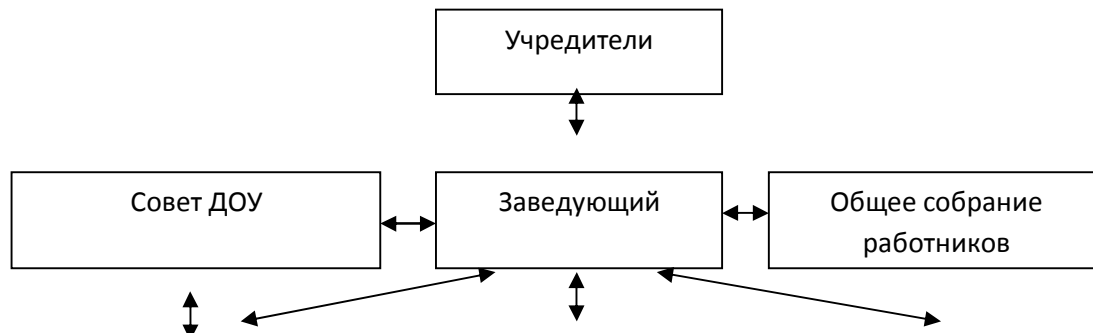 Учредители
Совет ДОУ
Заведующий
Общее собрание
работников